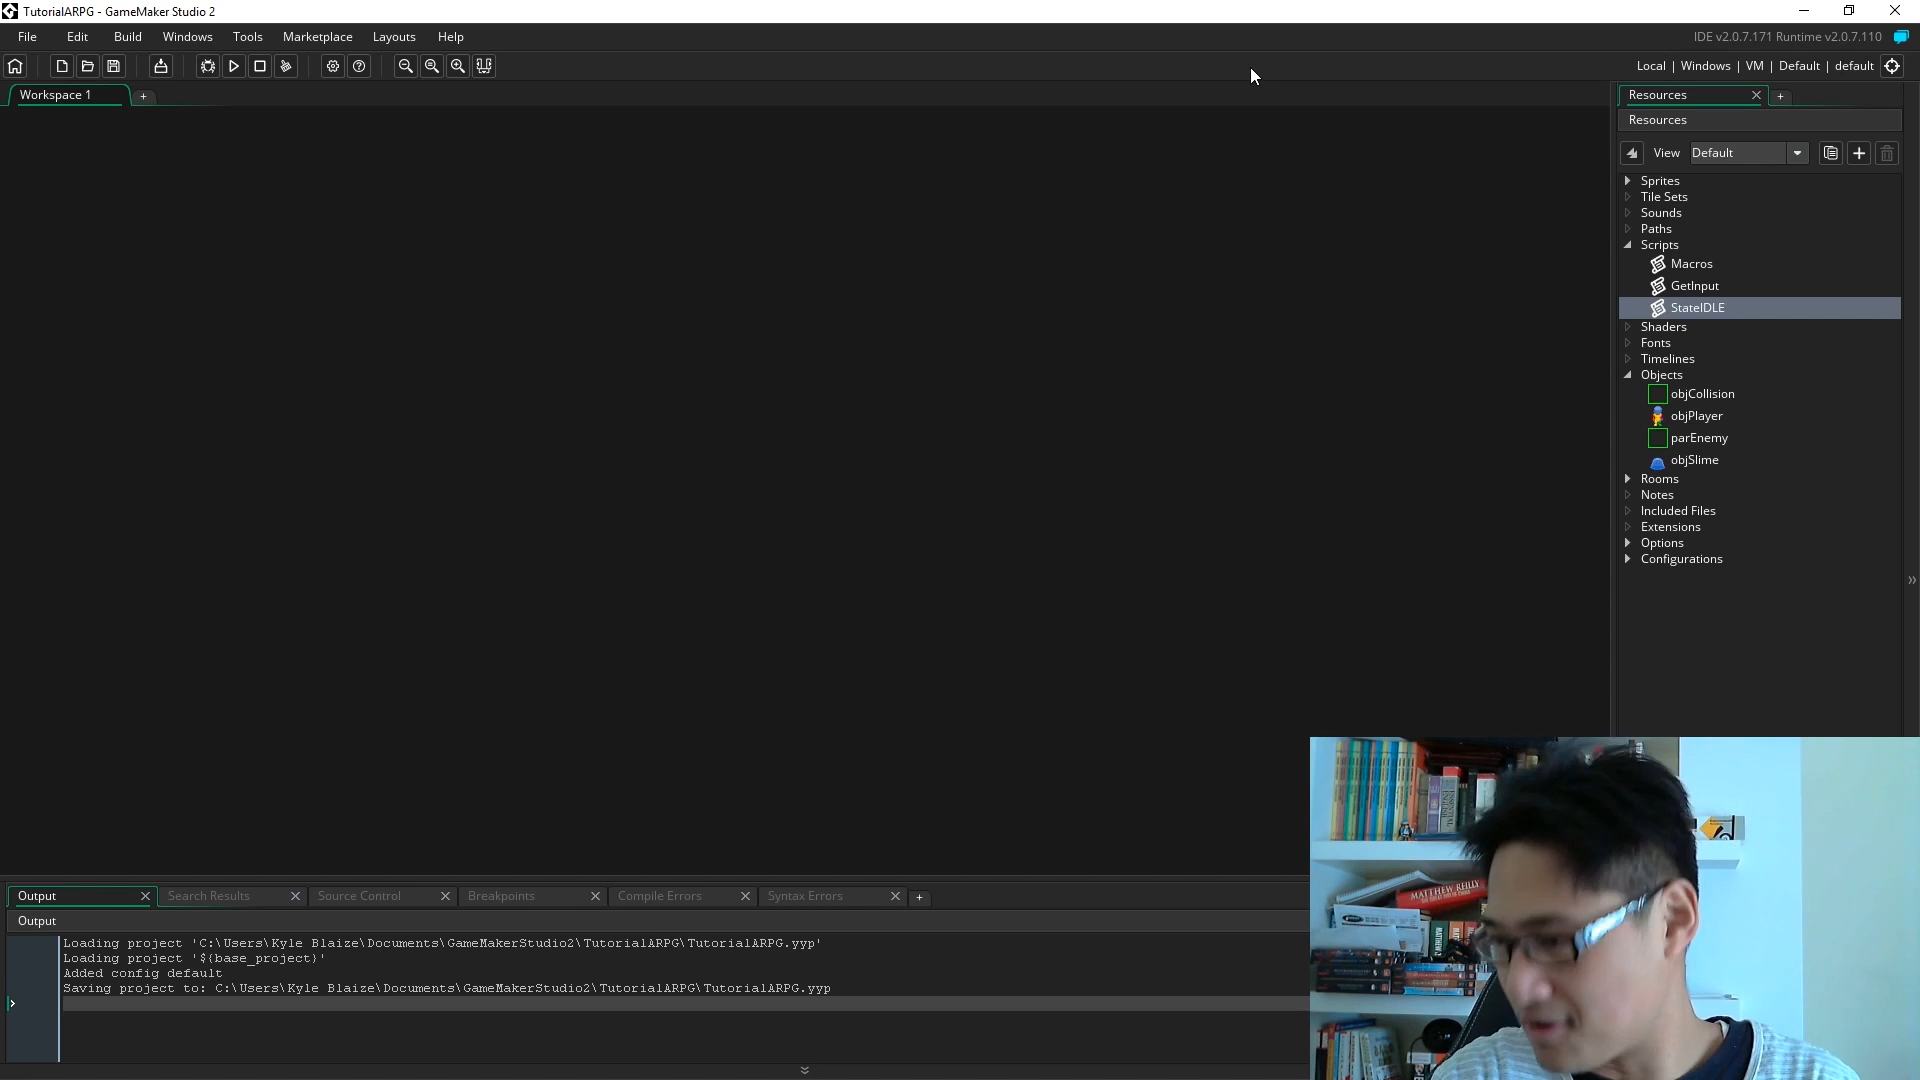 TutorialARPG - GameMaker Studio 2
File Edit Build Windows Tools Marketplace Layouts Help
IDE v2.0.7.171 Runtime v2.0.7.110
Local | Windows | VM | Default | default
Workspace 1
Resources
Resources
View Default
Sprites
Tile Sets
Sounds
Paths
Scripts
Macros
GetInput
StateIDLE
Shaders
Fonts
Timelines
Objects
objCollision
objPlayer
parEnemy
objSlime
Rooms
Notes
Included Files
Extensions
Options
Configurations
Output Search Results Source Control Breakpoints Compile Errors Syntax Errors
Output
Loading project 'C:\Users\Kyle Blaize\Documents\GameMakerStudio2\TutorialARPG\TutorialARPG.yyp'
Loading project '${base_project}'
Added config default
Saving project to: C:\Users\Kyle Blaize\Documents\GameMakerStudio2\TutorialARPG\TutorialARPG.yyp
MATTHEW REILLY